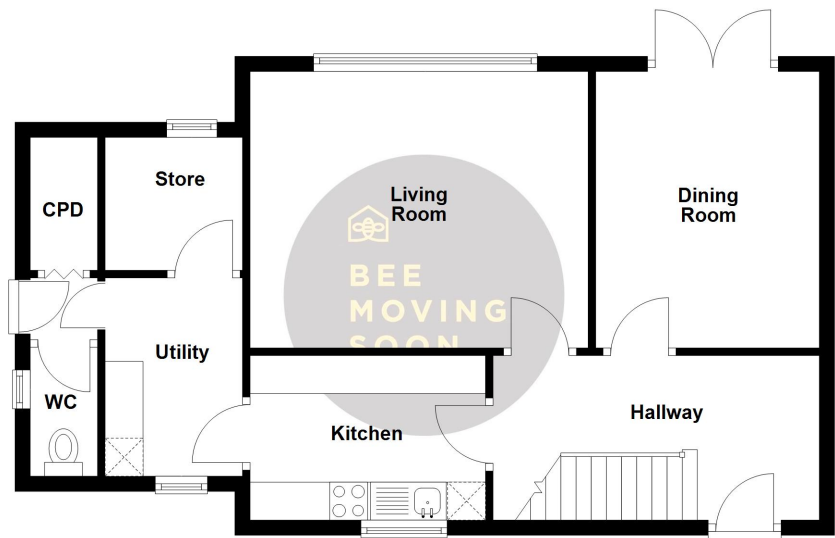 Store
CPD
Living
Room
Dining
Room
BEE
MOVING
SOON
Utility
WC
Kitchen
Hallway